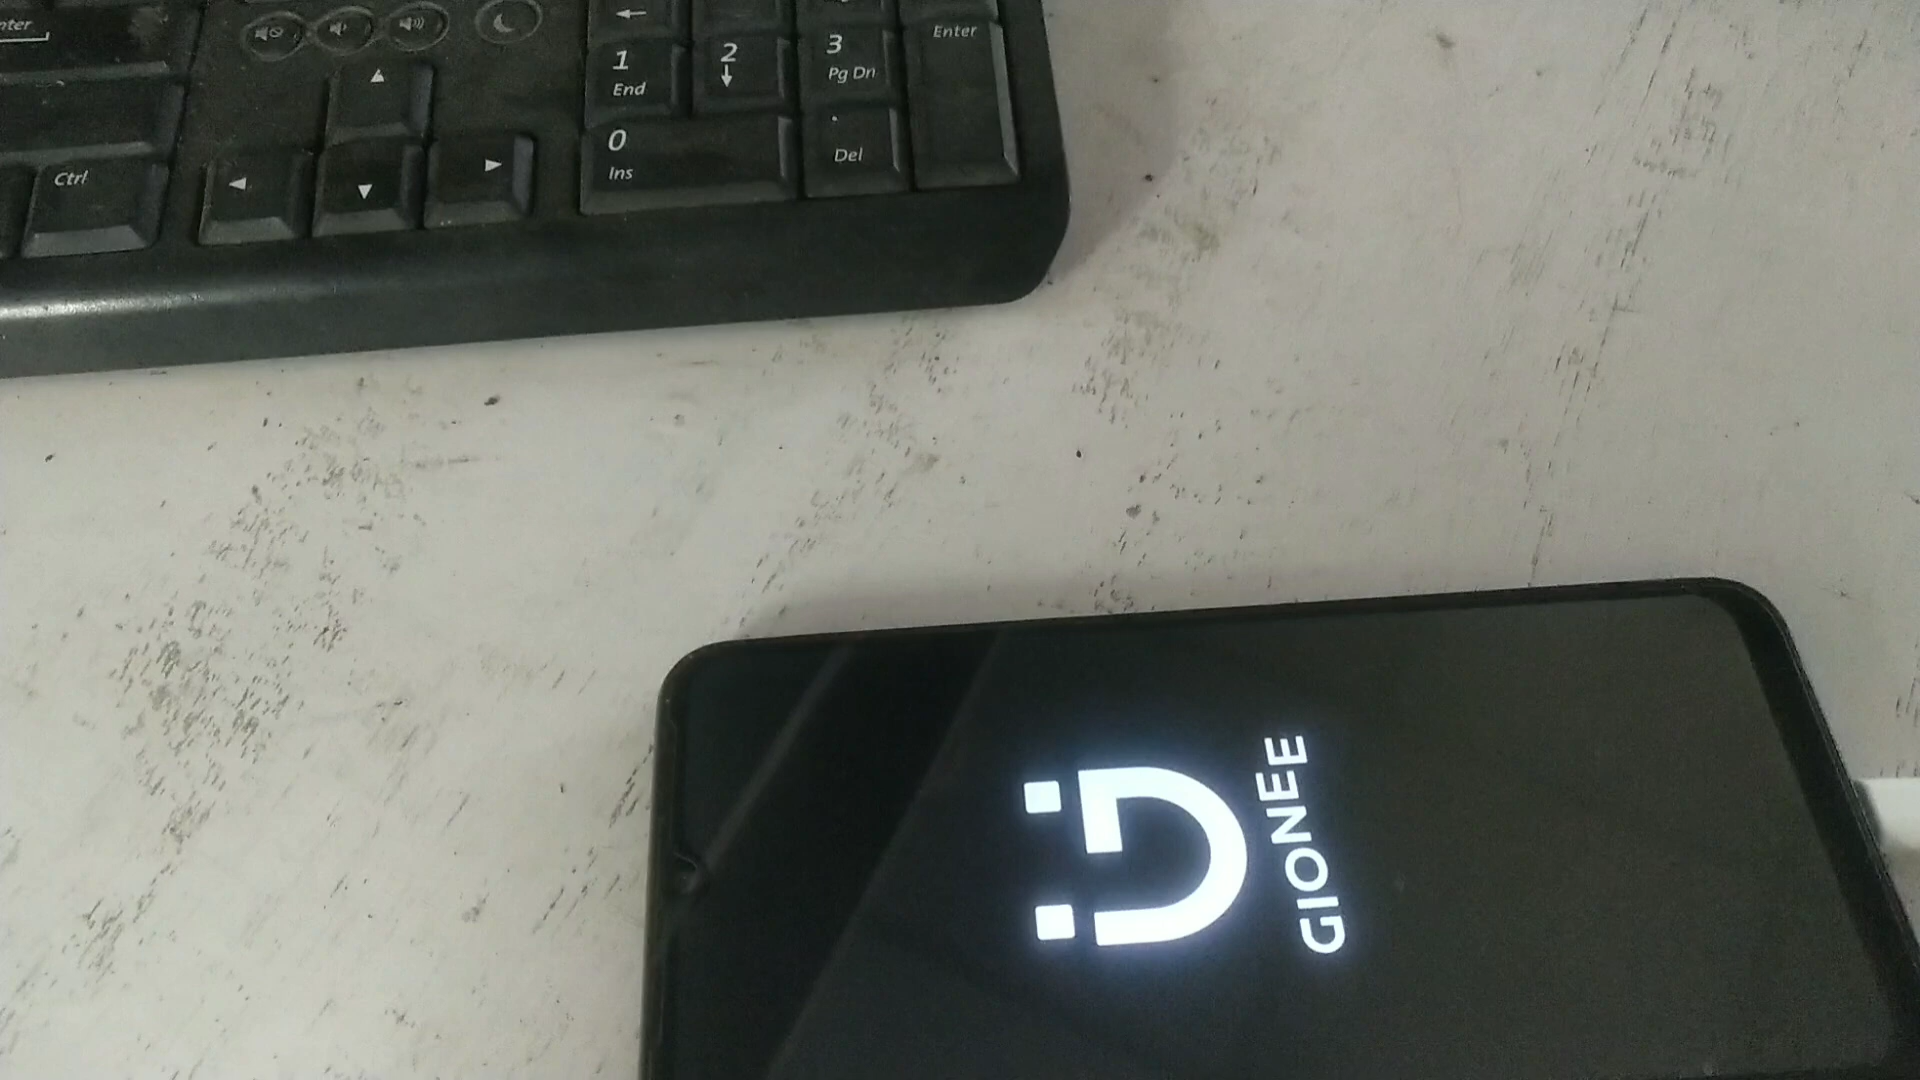 nter
←
1
End
2
↓
3
Pg Dn
Enter
▲
0
Ins
.
Del
Ctrl
◄
▼
►
GIONEE